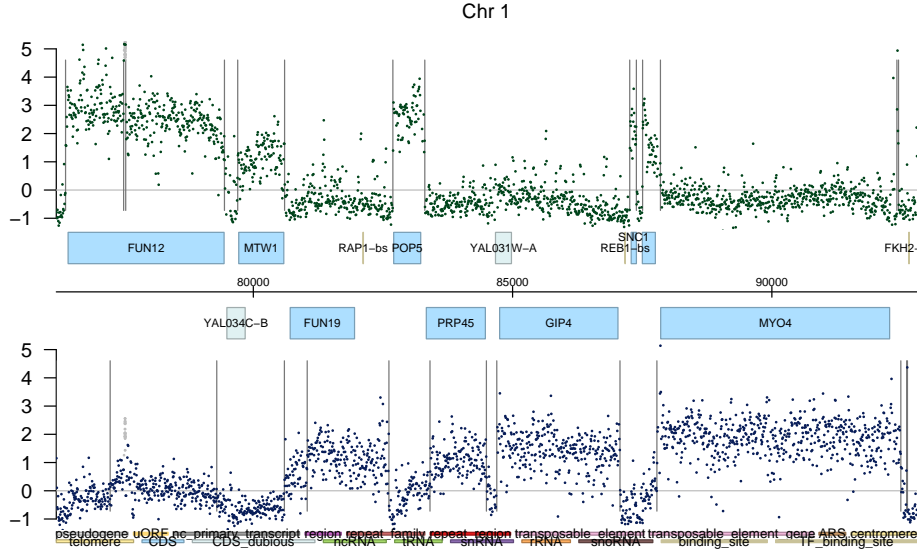 Chr 1
5
4
3
2
1
0
−1
FUN12
MTW1
RAP1−bs
POP5
YAL031W−A
SNC1
REB1−bs
FKH2−
80000
85000
90000
YAL034C−B
FUN19
PRP45
GIP4
MYO4
5
4
3
2
1
0
−1
pseudogene uORF nc_primary_transcript region repeat_family repeat_region transposable_element transposable_element_gene ARS centromere
telomere CDS CDS_dubious ncRNA tRNA snRNA rRNA snoRNA binding_site TF_binding_site